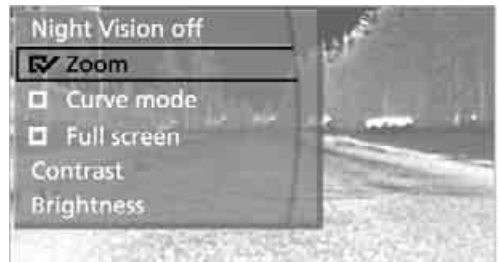 Night Vision off
Zoom
Curve mode
Full screen
Contrast
Brightness